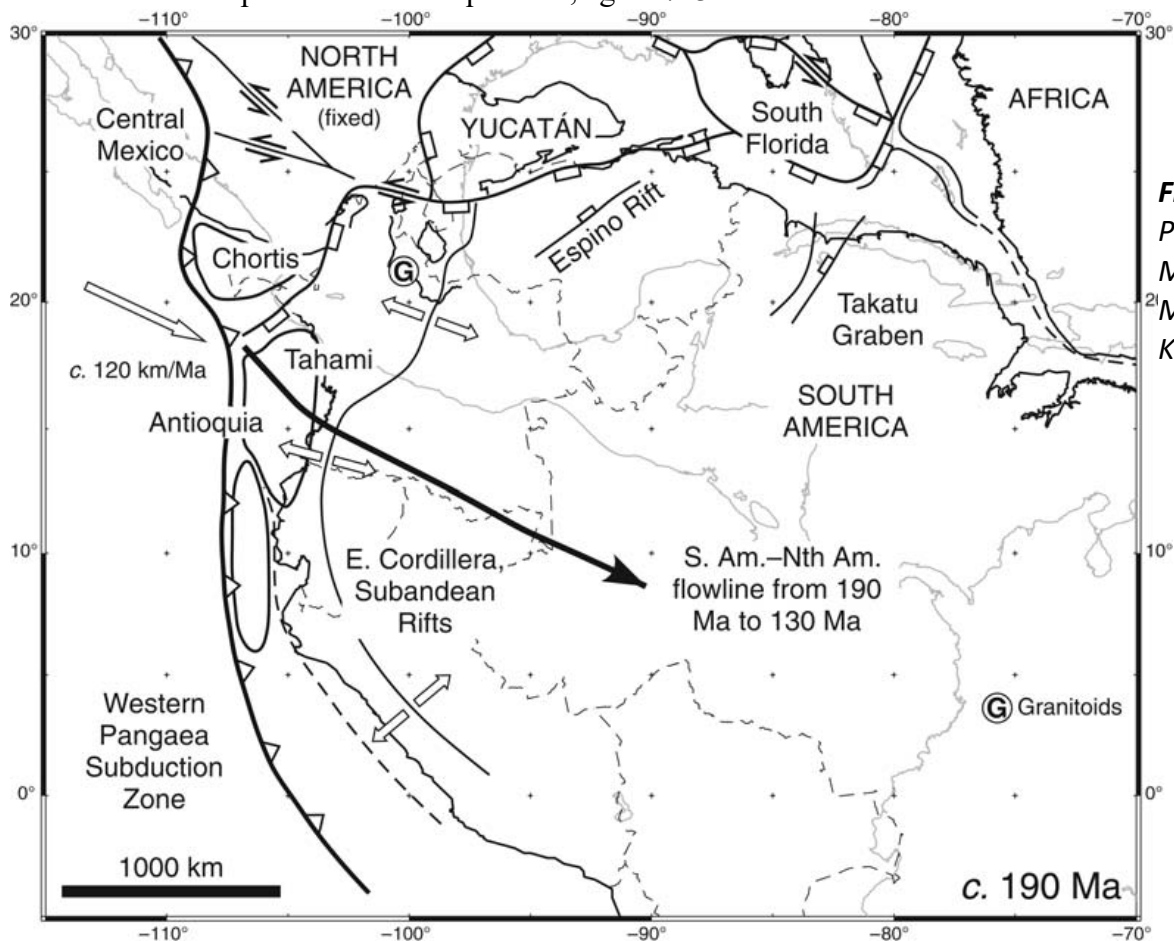 −100°
−90°
−80°
−70°
30°
30°
NORTH
AMERICA
(fixed)
Central
Mexico
YUCATÁN
South
Florida
AFRICA
Chortis
G
Espino Rift
20°
Takatu
Graben
c. 120 km/Ma
Tahami
Antioquia
SOUTH
AMERICA
10°
10°
E. Cordillera,
Subandean
Rifts
S. Am.–Nth Am.
flowline from 190
Ma to 130 Ma
Western
Pangaea
Subduction
Zone
G Granitoids
0°
0°
1000 km
c. 190 Ma
−110°
−100°
−90°
−80°
−70°